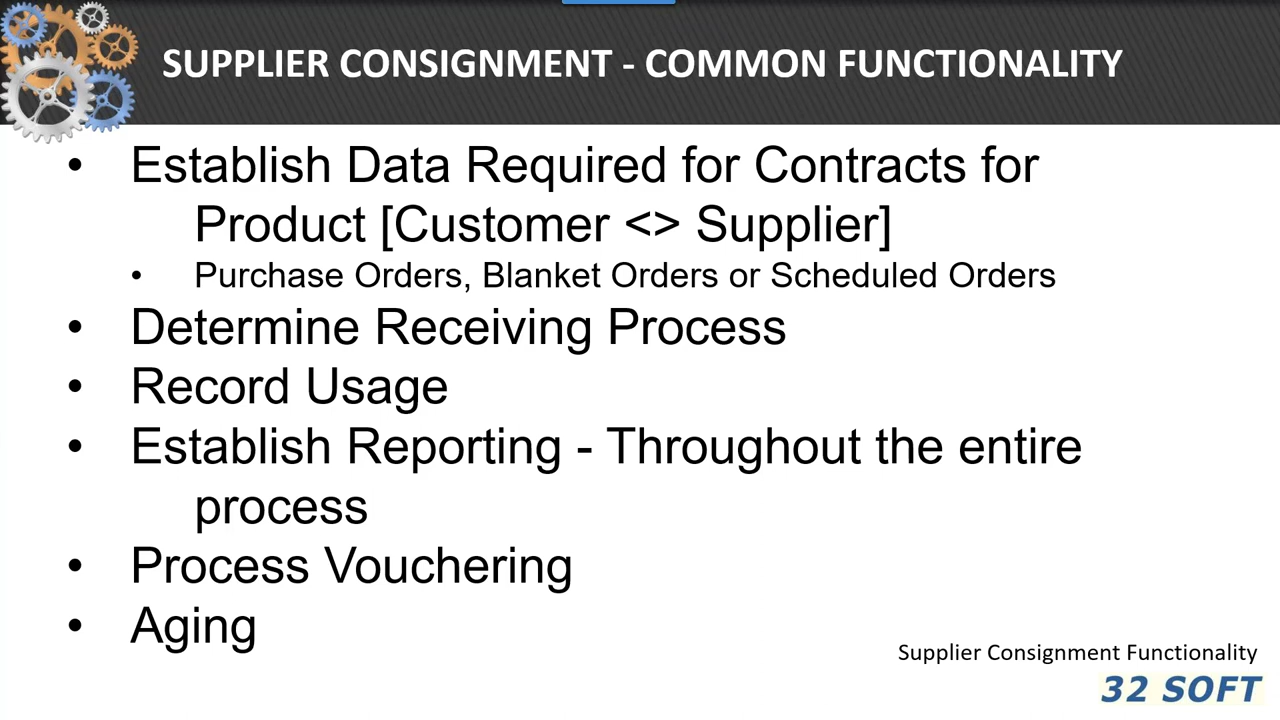 SUPPLIER CONSIGNMENT - COMMON FUNCTIONALITY
• Establish Data Required for Contracts for
Product [Customer <> Supplier]
• Purchase Orders, Blanket Orders or Scheduled Orders
• Determine Receiving Process
• Record Usage
• Establish Reporting - Throughout the entire
process
• Process Vouchering
• Aging
Supplier Consignment Functionality
32 SOFT